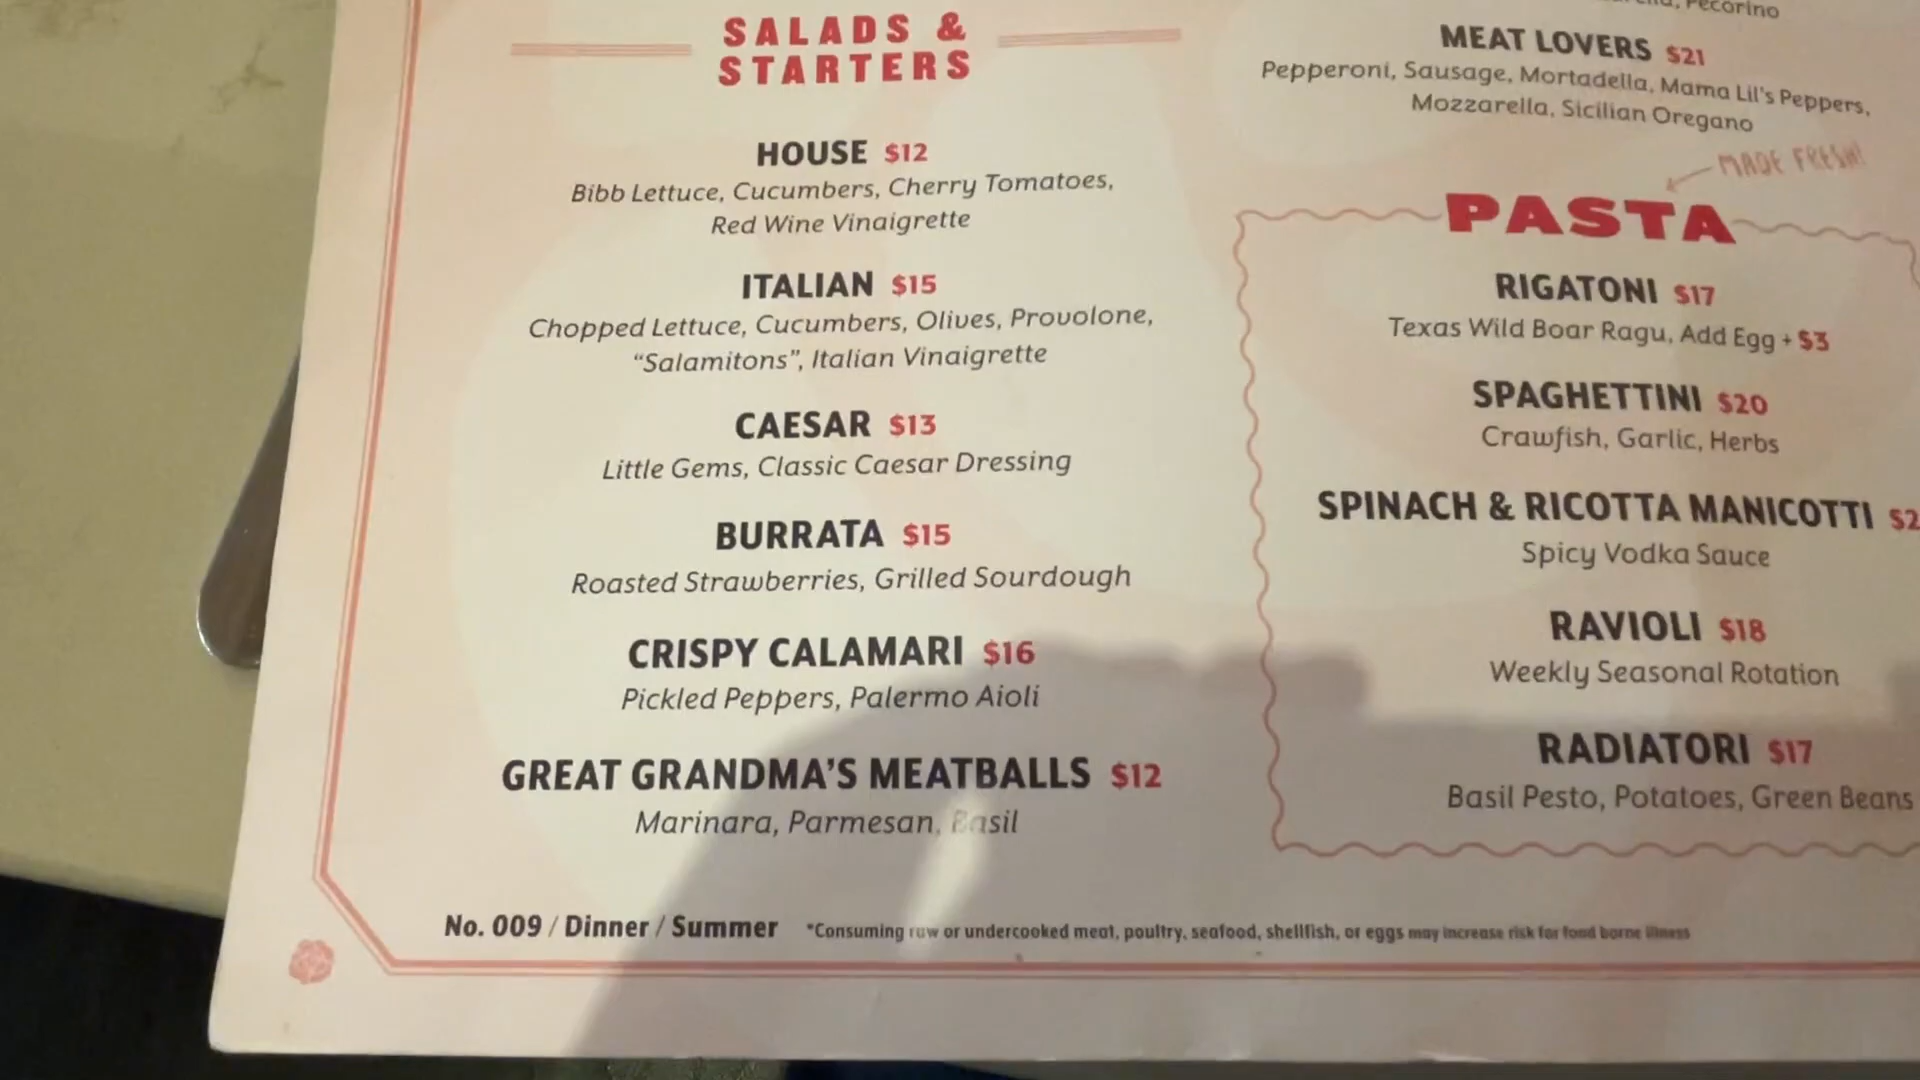 SALADS &
STARTERS
HOUSE $12
Bibb Lettuce, Cucumbers, Cherry Tomatoes,
Red Wine Vinaigrette
ITALIAN $15
Chopped Lettuce, Cucumbers, Olives, Provolone,
“Salamitons”, Italian Vinaigrette
CAESAR $13
Little Gems, Classic Caesar Dressing
BURRATA $15
Roasted Strawberries, Grilled Sourdough
CRISPY CALAMARI $16
Pickled Peppers, Palermo Aioli
GREAT GRANDMA’S MEATBALLS $12
Marinara, Parmesan, Basil
Pecorino
MEAT LOVERS $21
Pepperoni, Sausage, Mortadella, Mama Lil's Peppers,
Mozzarella, Sicilian Oregano
MADE FRESH!
PASTA
RIGATONI $17
Texas Wild Boar Ragu, Add Egg + $3
SPAGHETTINI $20
Crawfish, Garlic, Herbs
SPINACH & RICOTTA MANICOTTI
Spicy Vodka Sauce
RAVIOLI $18
Weekly Seasonal Rotation
RADIATORI $17
Basil Pesto, Potatoes, Green Beans
No. 009 / Dinner / Summer *Consuming raw or undercooked meat, poultry, seafood, shellfish, or eggs may increase risk for food borne illness